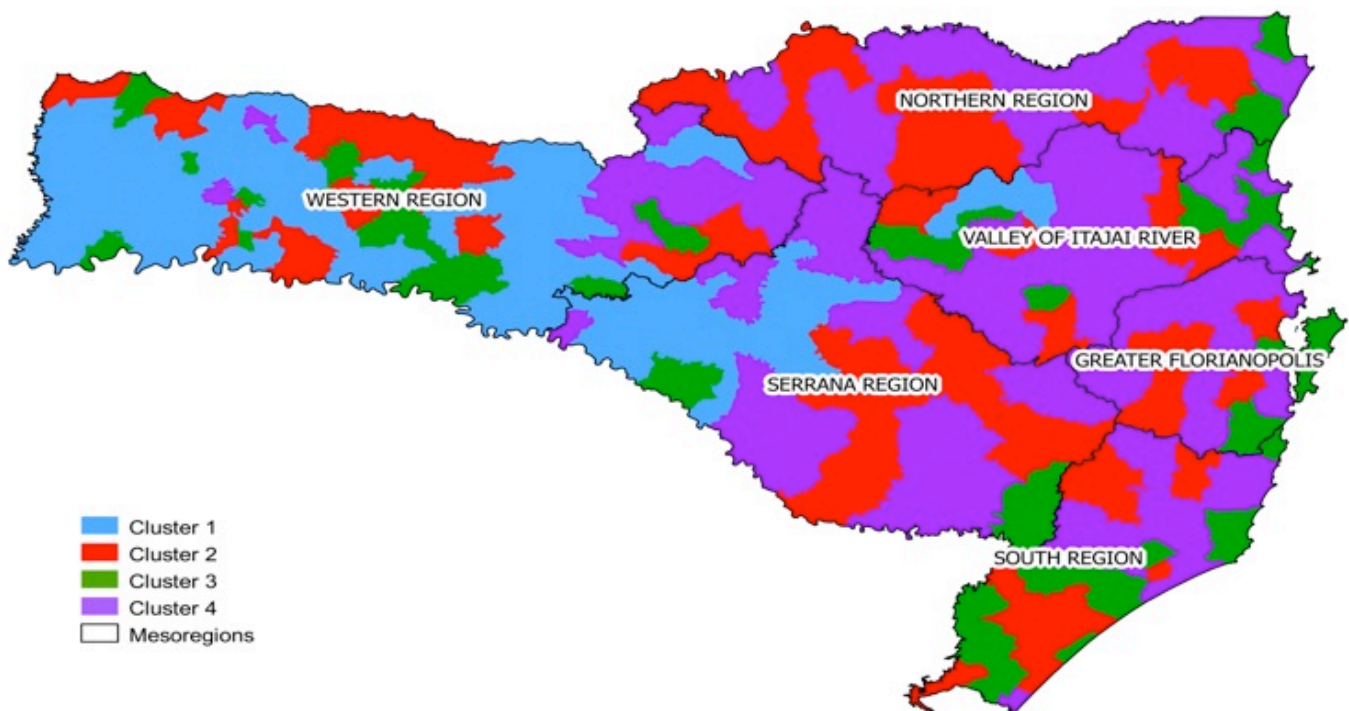 NORTHERN REGION
WESTERN REGION
VALLEY OF ITAJAI RIVER
GREATER FLORIANOPOLIS
SERRANA REGION
SOUTH REGION
Cluster 1
Cluster 2
Cluster 3
Cluster 4
Mesoregions